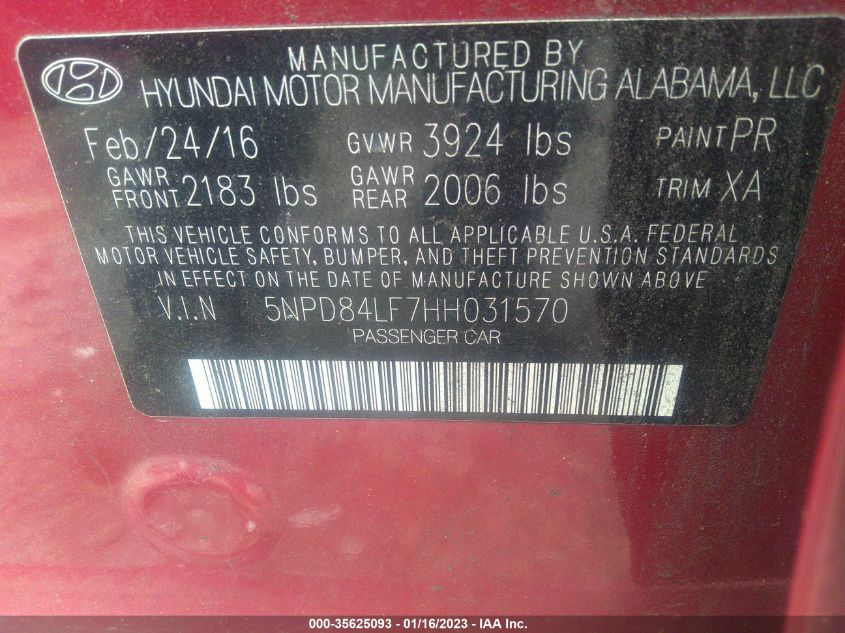 MANUFACTURED BY
HYUNDAI MOTOR MANUFACTURING ALABAMA, LLC
Feb/24/16 GVWR 3924 lbs PAINT PR
GAWR FRONT 2183 lbs GAWR REAR 2006 lbs TRIM XA
THIS VEHICLE CONFORMS TO ALL APPLICABLE U.S.A. FEDERAL
MOTOR VEHICLE SAFETY, BUMPER, AND THEFT PREVENTION STANDARDS
IN EFFECT ON THE DATE OF MANUFACTURE SHOWN ABOVE.
V.I.N 5NPD84LF7HH031570
PASSENGER CAR
000-35625093 - 01/16/2023 - IAA Inc.